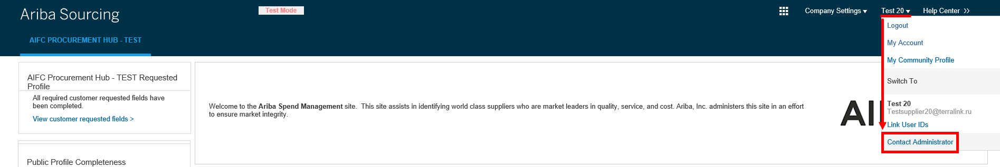 Ariba Sourcing
Test Mode
Company Settings
Test 20
Help Center
AIFC PROCUREMENT HUB - TEST
Logout
My Account
My Community Profile
Switch To
Test 20
Testsupplier20@terralink.ru
Link User IDs
Contact Administrator
AIFC Procurement Hub - TEST Requested
Profile
All required customer requested fields have
been completed.
View customer requested fields >
Public Profile Completeness
Welcome to the Ariba Spend Management site. This site assists in identifying world class suppliers who are market leaders in quality, service, and cost. Ariba, Inc. administers this site in an effort
to ensure market integrity.